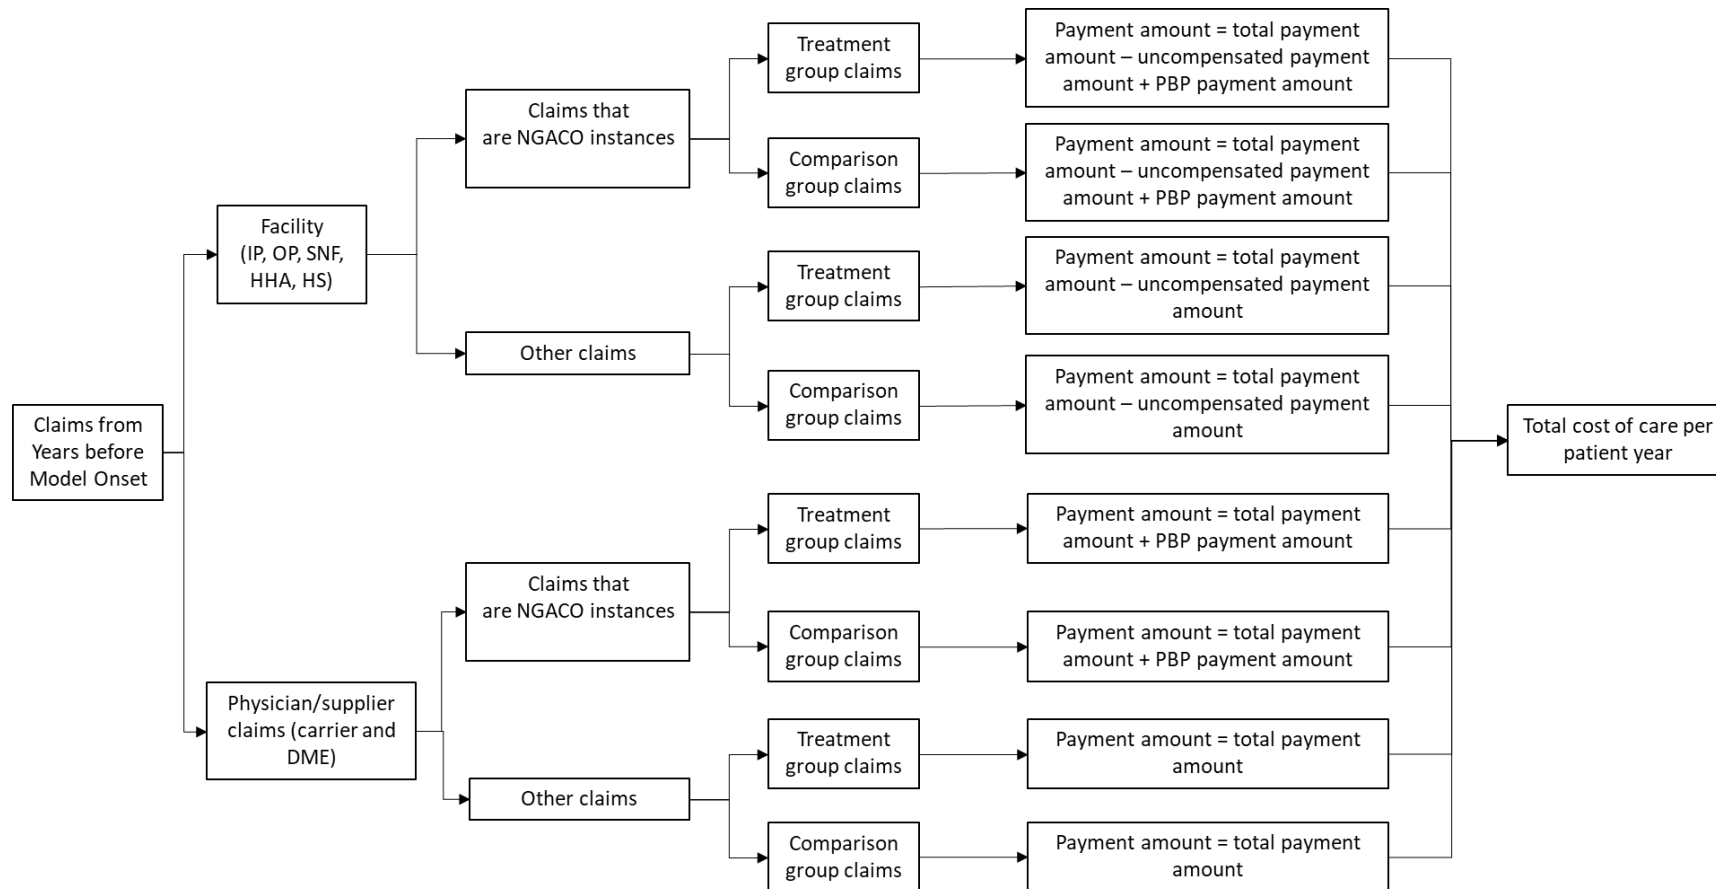 Claims from
Years before
Model Onset
Facility
(IP, OP, SNF,
HHA, HS)
Physician/supplier
claims (carrier and
DME)
Claims that
are NGACO instances
Other claims
Claims that
are NGACO instances
Other claims
Treatment
group claims
Payment amount = total payment
amount – uncompensated payment
amount + PBP payment amount
Comparison
group claims
Payment amount = total payment
amount – uncompensated payment
amount + PBP payment amount
Treatment
group claims
Payment amount = total payment
amount – uncompensated payment
amount
Comparison
group claims
Payment amount = total payment
amount – uncompensated payment
amount
Treatment
group claims
Payment amount = total payment
amount + PBP payment amount
Comparison
group claims
Payment amount = total payment
amount + PBP payment amount
Treatment
group claims
Payment amount = total payment
amount
Comparison
group claims
Payment amount = total payment
amount
Total cost of care per
patient year